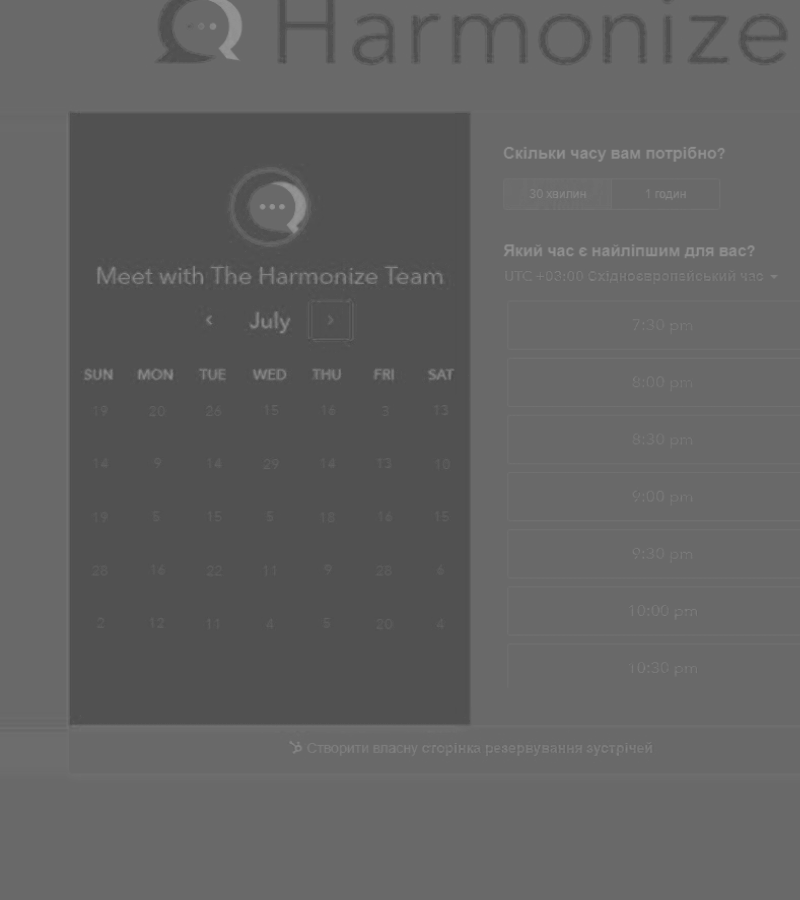 Harmonize
Meet with The Harmonize Team
July
SUN MON TUE WED THU FRI SAT
19 20 26 15 16 3 13
14 9 14 29 14 13 18
19 5 15 5 18 16 15
28 16 22 11 9 28 6
2 12 11 4 5 20 4
Скільки часу вам потрібно?
30 хвилин 1 годин
Який час є найліпшим для вас?
UTC +03:00 Східноєвропейський час
7:30 pm
8:00 pm
8:30 pm
9:00 pm
9:30 pm
10:00 pm
10:30 pm
Створити власну сторінка резервування зустрічей